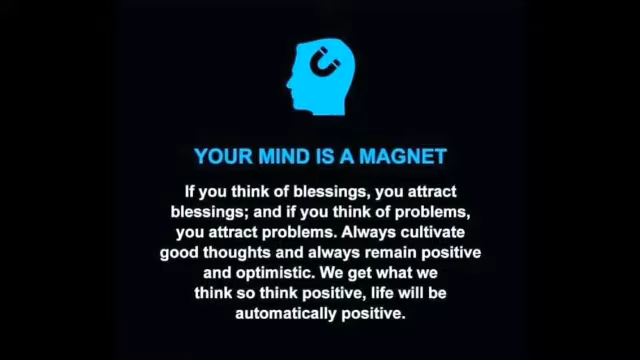 YOUR MIND IS A MAGNET
If you think of blessings, you attract
blessings; and if you think of problems,
you attract problems. Always cultivate
good thoughts and always remain positive
and optimistic. We get what we
think so think positive, life will be
automatically positive.